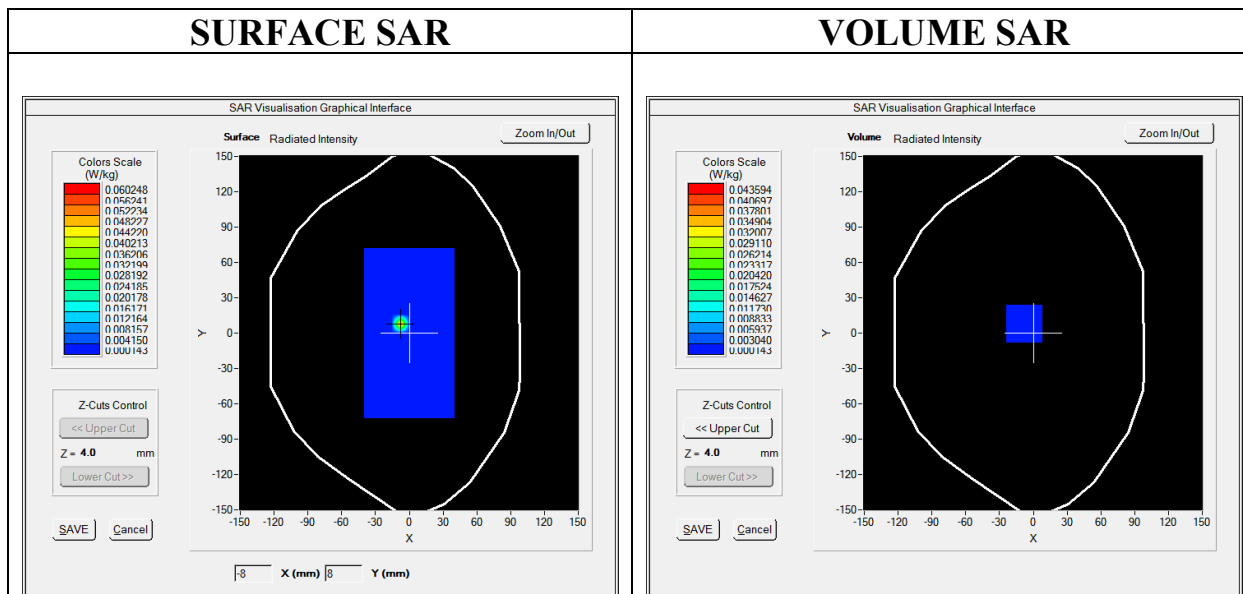 SURFACE SAR
VOLUME SAR
SAR Visualisation Graphical Interface
Surface Radiated Intensity
Zoom In/Out
Colors Scale
(W/kg)
0.060248
0.056241
0.052234
0.048227
0.044220
0.040213
0.036206
0.032199
0.028192
0.024185
0.020178
0.016171
0.012164
0.008157
0.004150
0.000143
150
120
90
60
30
0
-30
-60
-90
-120
-150
Y
-150 -120 -90 -60 -30 0 30 60 90 120 150
X
Z-Cuts Control
<< Upper Cut
Z = 4.0 mm
Lower Cut >>
SAVE Cancel
-8 X (mm) 8 Y (mm)
SAR Visualisation Graphical Interface
Volume Radiated Intensity
Zoom In/Out
Colors Scale
(W/kg)
0.043594
0.040697
0.037801
0.034904
0.032007
0.029110
0.026214
0.023317
0.020420
0.017524
0.014627
0.011730
0.008833
0.005937
0.003040
0.000143
150
120
90
60
30
0
-30
-60
-90
-120
-150
Y
-150 -120 -90 -60 -30 0 30 60 90 120 150
X
Z-Cuts Control
<< Upper Cut
Z = 4.0 mm
Lower Cut >>
SAVE Cancel